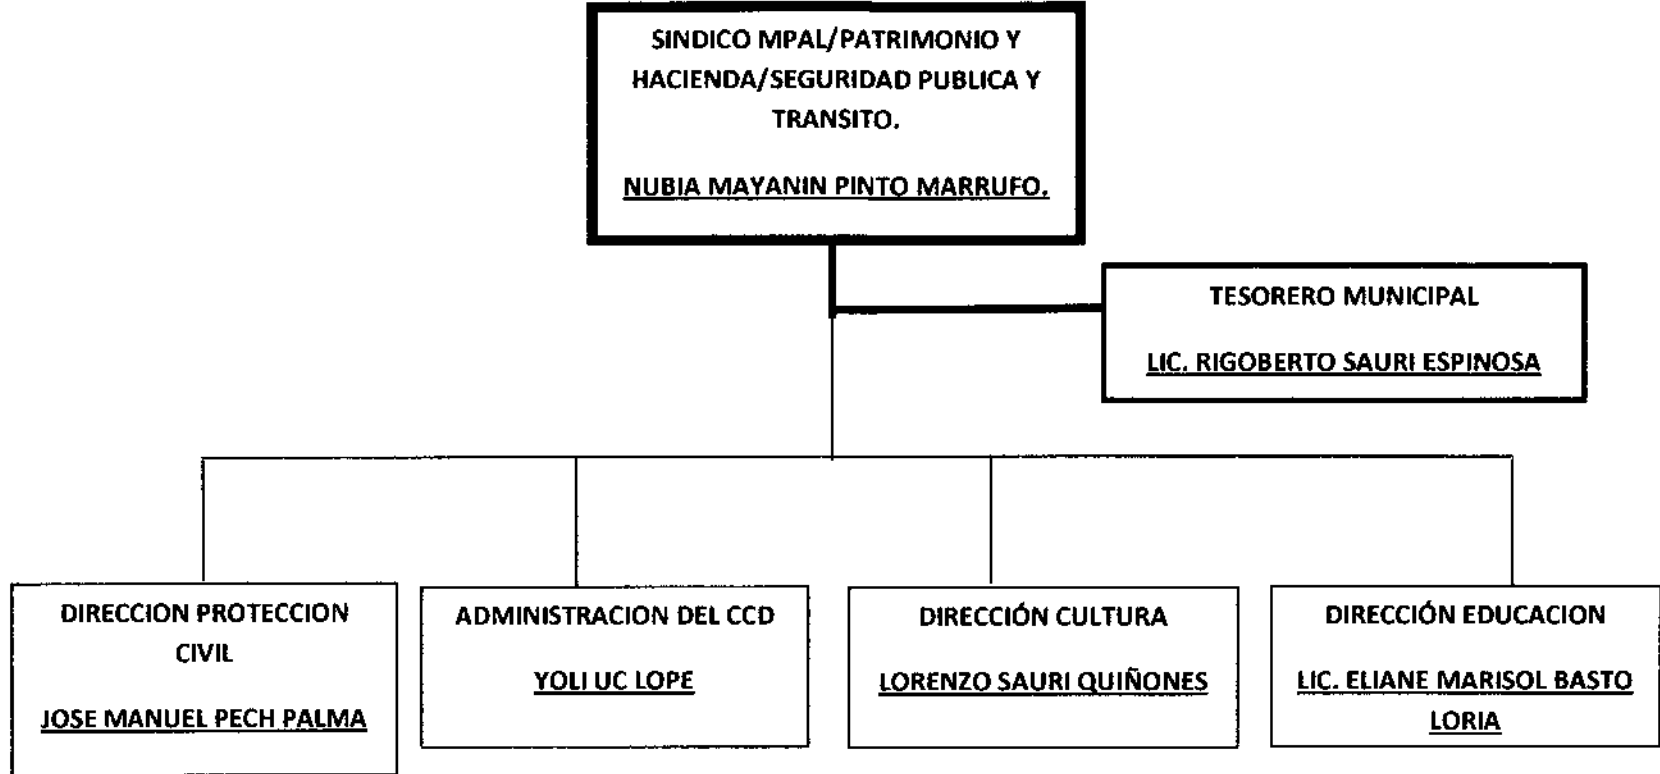 SINDICO MPAL/PATRIMONIO Y
HACIENDA/SEGURIDAD PUBLICA Y
TRANSITO.
NUBIA MAYANIN PINTO MARRUFO.
TESORERO MUNICIPAL
LIC. RIGOBERTO SAURI ESPINOSA
DIRECCION PROTECCION
CIVIL
JOSE MANUEL PECH PALMA
ADMINISTRACION DEL CCD
YOLI UC LOPE
DIRECCIÓN CULTURA
LORENZO SAURI QUIÑONES
DIRECCIÓN EDUCACION
LIC. ELIANE MARISOL BASTO
LORIA